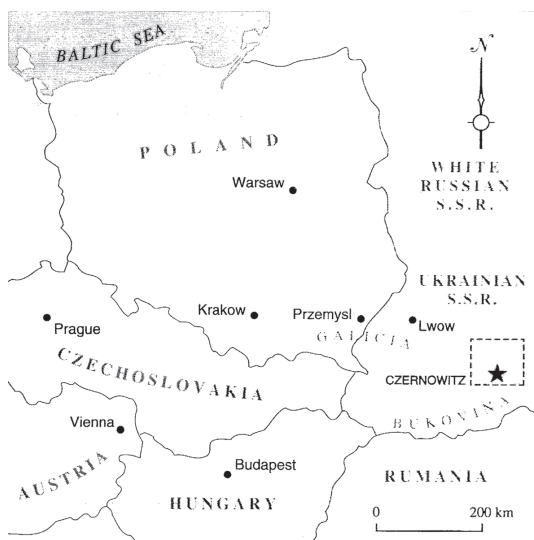 BALTIC SEA
N
POLAND
WHITE
RUSSIAN
S.S.R.
Warsaw
UKRAINIAN
S.S.R.
Prague
Krakow
Przemysl
Lwow
GALICIA
CZECHOSLOVAKIA
CZERNOWITZ
BUKOVINA
Vienna
AUSTRIA
Budapest
HUNGARY
RUMANIA
0 200 km